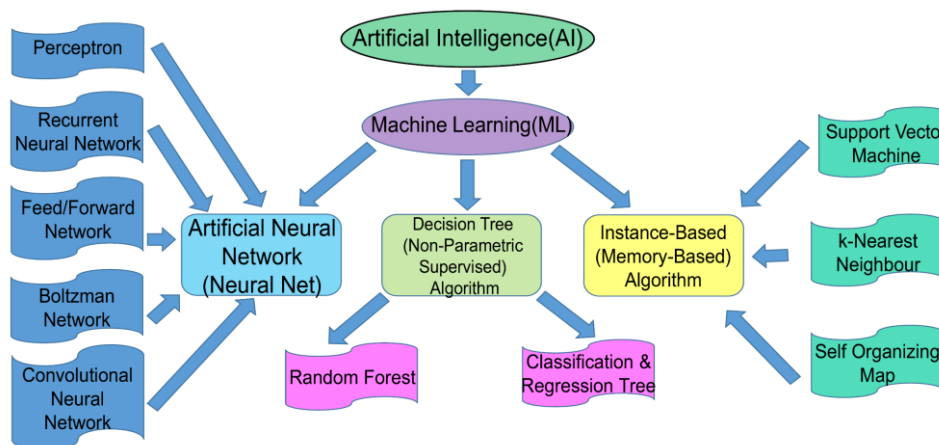 Artificial Intelligence(AI)
Machine Learning(ML)
Perceptron
Recurrent
Neural Network
Feed/Forward
Network
Boltzman
Network
Convolutional
Neural
Network
Artificial Neural
Network
(Neural Net)
Decision Tree
(Non-Parametric
Supervised)
Algorithm
Instance-Based
(Memory-Based)
Algorithm
Random Forest
Classification &
Regression Tree
Support Vecto
Machine
k-Nearest
Neighbour
Self Organizing
Map